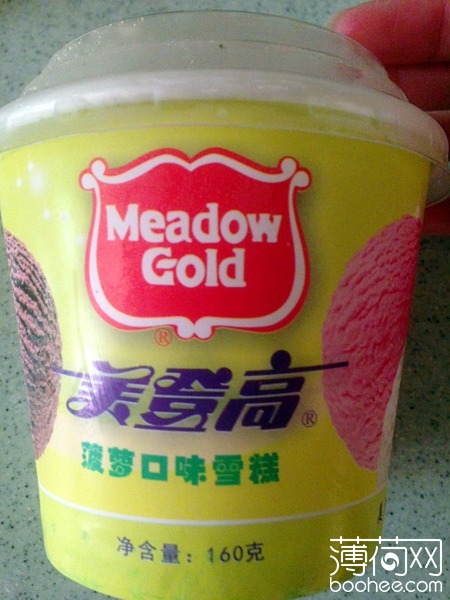 Meadow
Gold
®
美登高®
菠萝口味雪糕
净含量：160克
薄荷网
boohee.com